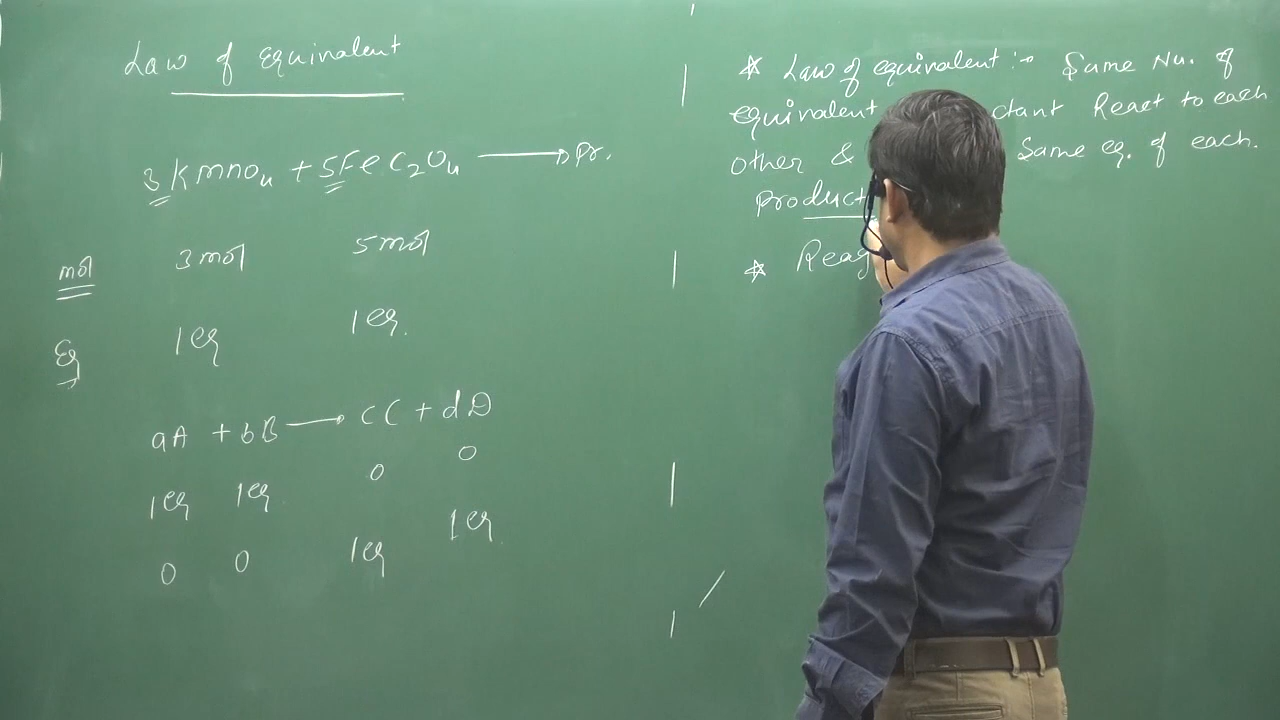 Law of Equivalent
3 KmnO4 + 5FeC2O4 → Pr.
mol 3 mol 5 mol
Eq 1 eq 1 eq.
aA + bB → cC + dD
1 eq 1 eq 0 0
0 0 1 eq 1 eq
* Law of equivalent :→ Same No. of
equivalent React to each
other & Same eq. of each.
product
* Reag